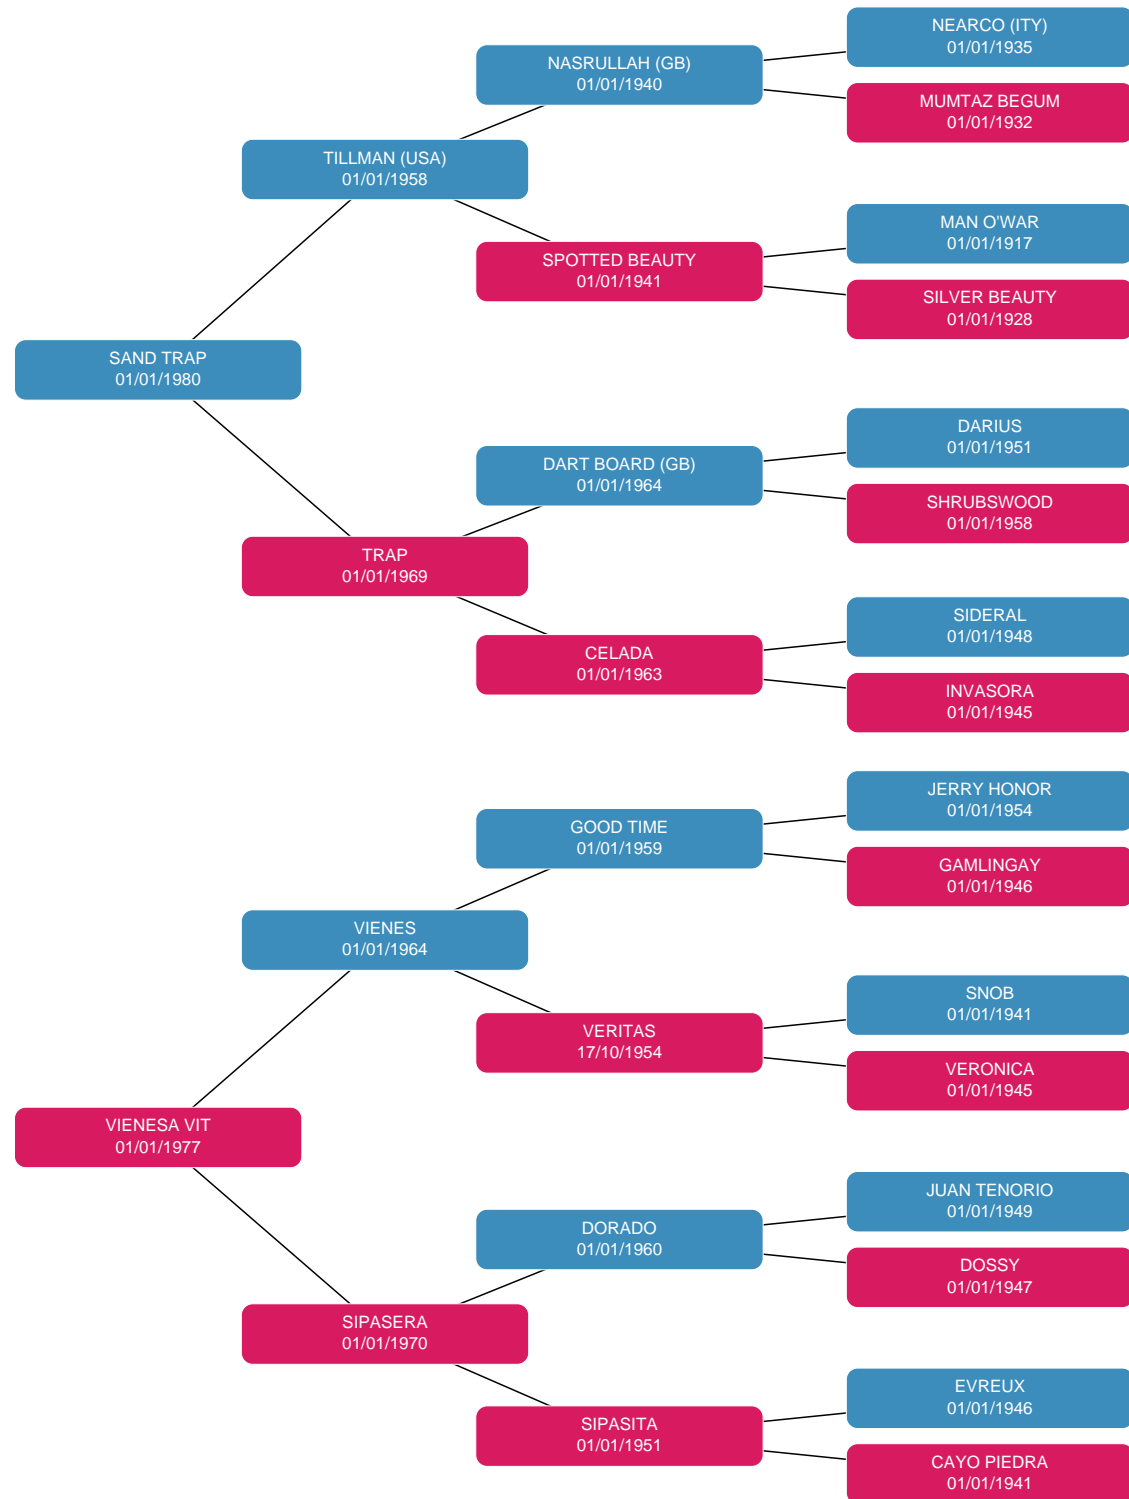 NEARCO (ITY)
01/01/1935
NASRULLAH (GB)
01/01/1940
MUMTAZ BEGUM
01/01/1932
TILLMAN (USA)
01/01/1958
MAN O'WAR
01/01/1917
SPOTTED BEAUTY
01/01/1941
SILVER BEAUTY
01/01/1928
SAND TRAP
01/01/1980
DARIUS
01/01/1951
DART BOARD (GB)
01/01/1964
SHRUBSWOOD
01/01/1958
TRAP
01/01/1969
SIDERAL
01/01/1948
CELADA
01/01/1963
INVASORA
01/01/1945
JERRY HONOR
01/01/1954
GOOD TIME
01/01/1959
GAMLINGAY
01/01/1946
VIENES
01/01/1964
SNOB
01/01/1941
VERITAS
17/10/1954
VERONICA
01/01/1945
VIENESA VIT
01/01/1977
JUAN TENORIO
01/01/1949
DORADO
01/01/1960
DOSSY
01/01/1947
SIPASERA
01/01/1970
EVREUX
01/01/1946
SIPASITA
01/01/1951
CAYO PIEDRA
01/01/1941